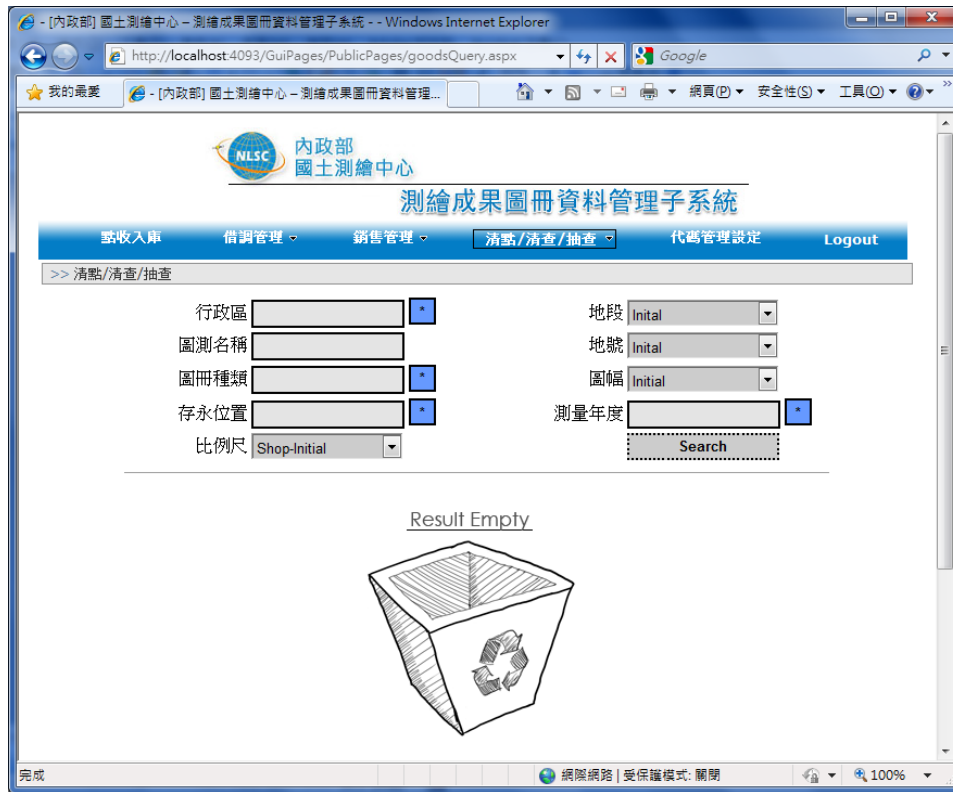 - [內政部] 國土測繪中心 – 測繪成果圖冊資料管理子系統 - - Windows Internet Explorer
http://localhost:4093/GuiPages/PublicPages/goodsQuery.aspx Google
我的最愛 - [內政部] 國土測繪中心 – 測繪成果圖冊資料管理... 網頁(P) 安全性(S) 工具(O) »
NLSC 內政部
國土測繪中心
測繪成果圖冊資料管理子系統
點收入庫 借調管理 銷售管理 清點/清查/抽查 代碼管理設定 Logout
>> 清點/清查/抽查
行政區 * 地段 Inital
圖測名稱 地號 Inital
圖冊種類 * 圖幅 Initial
存永位置 * 測量年度 *
比例尺 Shop-Initial Search
Result Empty
完成 網際網路 | 受保護模式: 關閉 100%